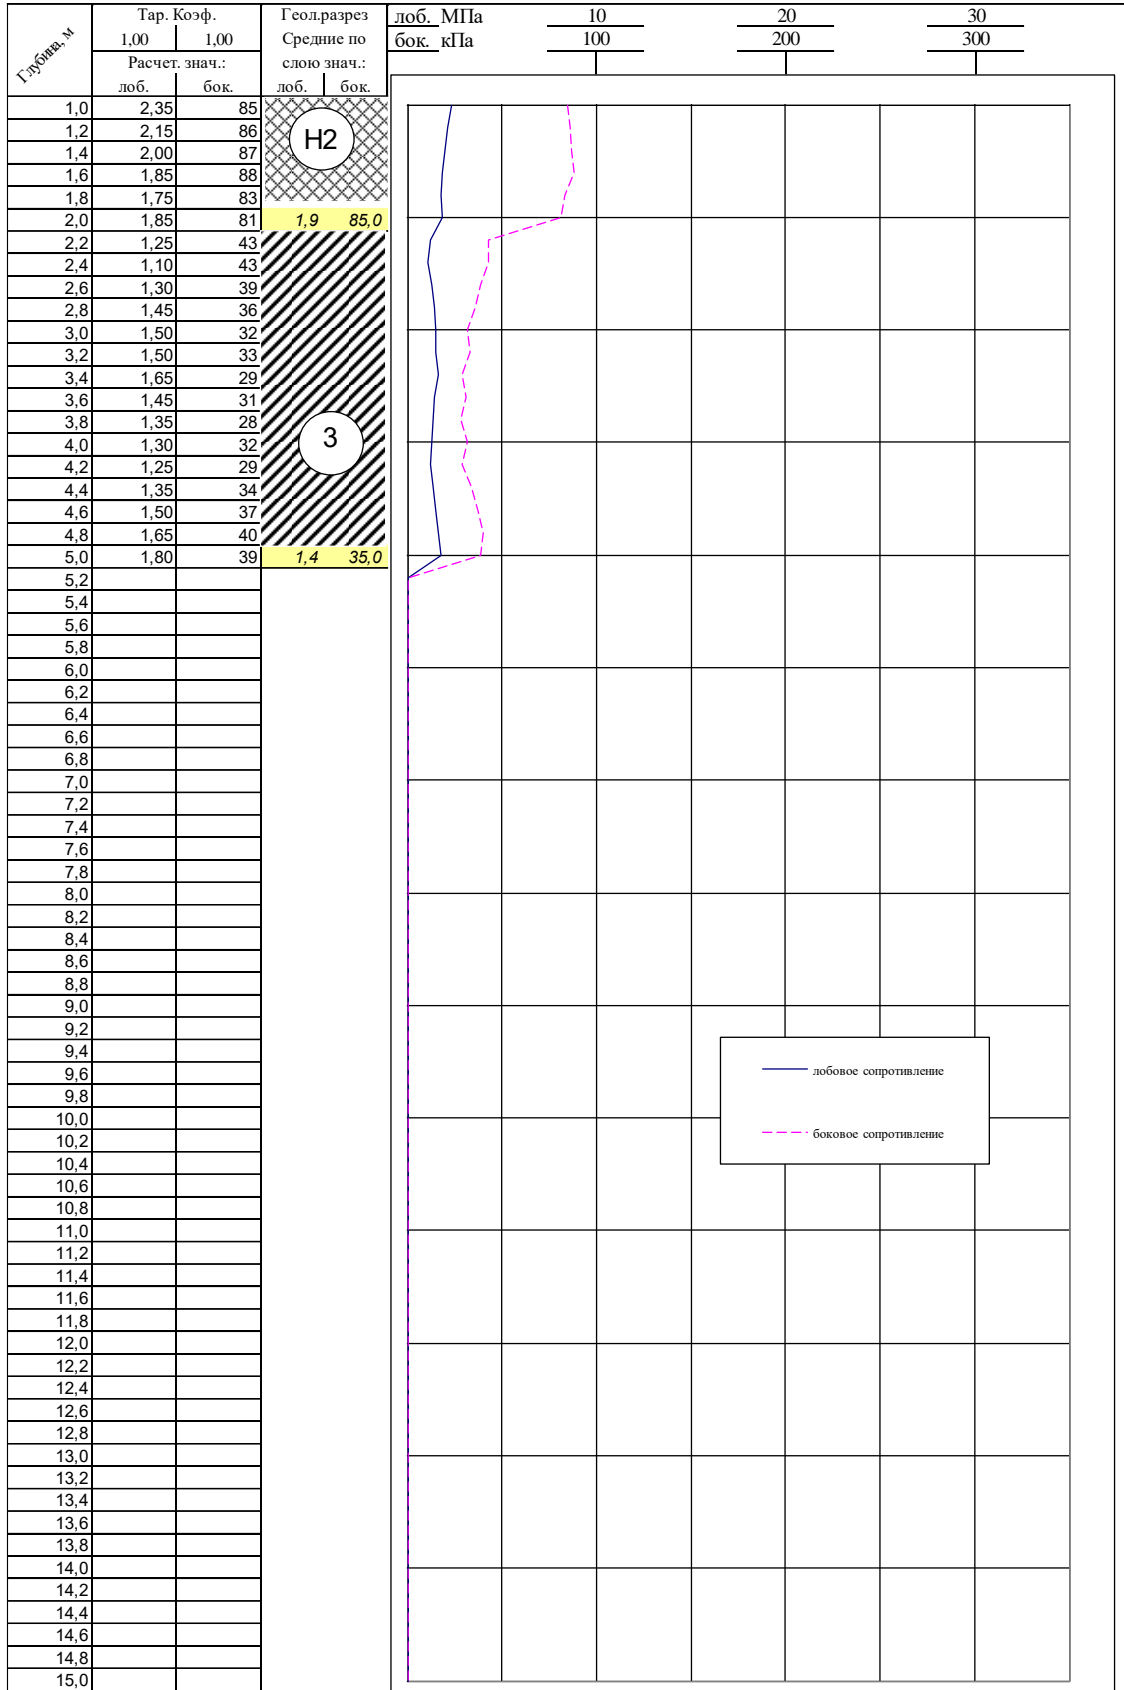 Глубина, м
Тар. Коэф.
1,00 1,00
Расчет. знач.:
лоб. бок.
Геол.разрез
Средние по
слою знач.:
лоб. бок.
лоб. МПа 10 20 30
бок. кПа 100 200 300
1,0 2,35 85
1,2 2,15 86
1,4 2,00 87
1,6 1,85 88
1,8 1,75 83
Н2
2,0 1,85 81 1,9 85,0
2,2 1,25 43
2,4 1,10 43
2,6 1,30 39
2,8 1,45 36
3,0 1,50 32
3,2 1,50 33
3,4 1,65 29
3,6 1,45 31
3,8 1,35 28
4,0 1,30 32
3
4,2 1,25 29
4,4 1,35 34
4,6 1,50 37
4,8 1,65 40
5,0 1,80 39 1,4 35,0
5,2
5,4
5,6
5,8
6,0
6,2
6,4
6,6
6,8
7,0
7,2
7,4
7,6
7,8
8,0
8,2
8,4
8,6
8,8
9,0
9,2
9,4
9,6
9,8
10,0
10,2
10,4
10,6
10,8
11,0
11,2
11,4
11,6
11,8
12,0
12,2
12,4
12,6
12,8
13,0
13,2
13,4
13,6
13,8
14,0
14,2
14,4
14,6
14,8
15,0
лобовое сопротивление
боковое сопротивление